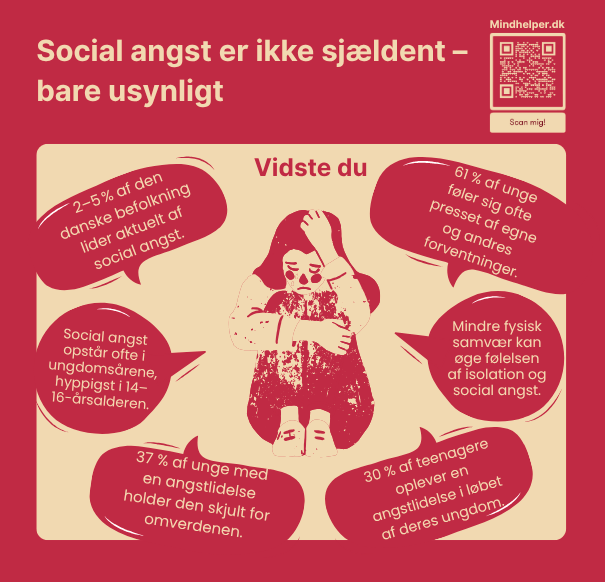 Mindhelper.dk
Social angst er ikke sjældent –
bare usynligt
Scan mig!
Vidste du
2–5 % af den
danske befolkning
lider aktuelt af
social angst.
61 % af unge
føler sig ofte
presset af egne
og andres
forventninger.
Social angst
opstår ofte i
ungdomsårene,
hyppigst i 14–
16-årsalderen.
Mindre fysisk
samvær kan
øge følelsen
af isolation og
social angst.
37 % af unge med
en angstlidelse
holder den skjult for
omverdenen.
30 % af teenagere
oplever en
angstlidelse i løbet
af deres ungdom.